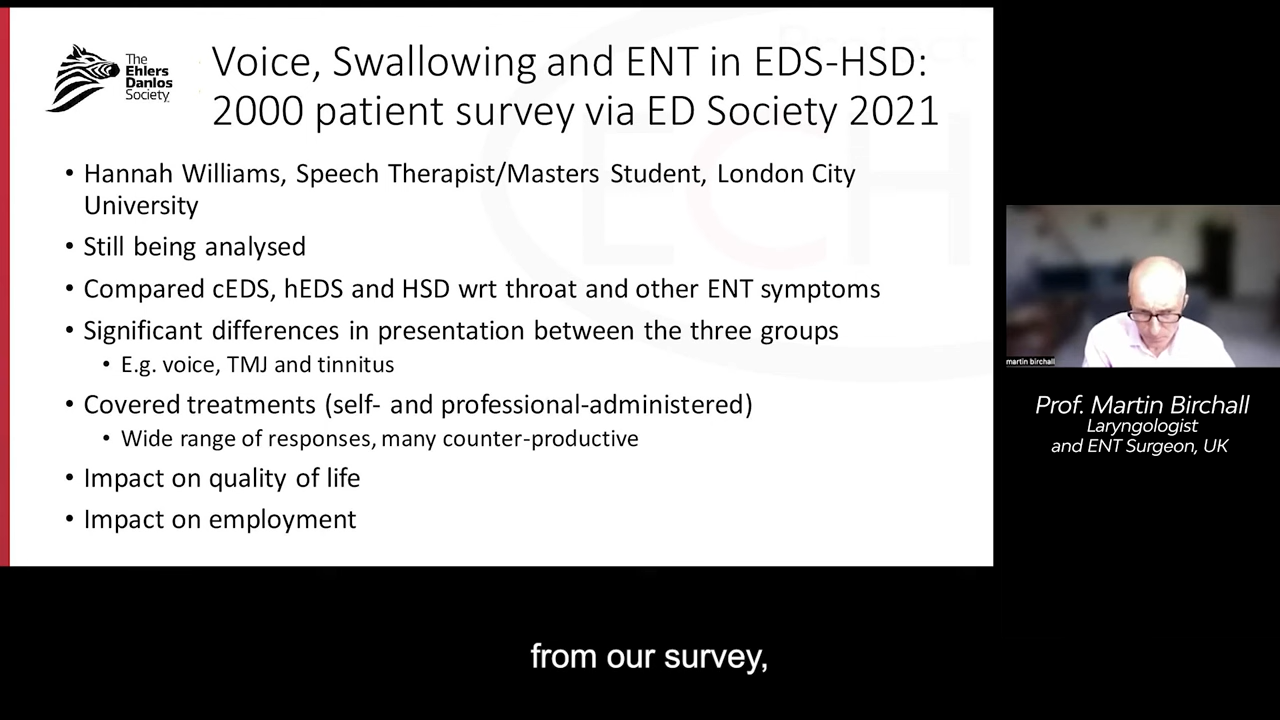 The
Ehlers
Danlos
Society
Voice, Swallowing and ENT in EDS-HSD:
2000 patient survey via ED Society 2021
• Hannah Williams, Speech Therapist/Masters Student, London City
University
• Still being analysed
• Compared cEDS, hEDS and HSD wrt throat and other ENT symptoms
• Significant differences in presentation between the three groups
• E.g. voice, TMJ and tinnitus
• Covered treatments (self- and professional-administered)
• Wide range of responses, many counter-productive
• Impact on quality of life
• Impact on employment
martin birchall
Prof. Martin Birchall
Laryngologist
and ENT Surgeon, UK
from our survey,